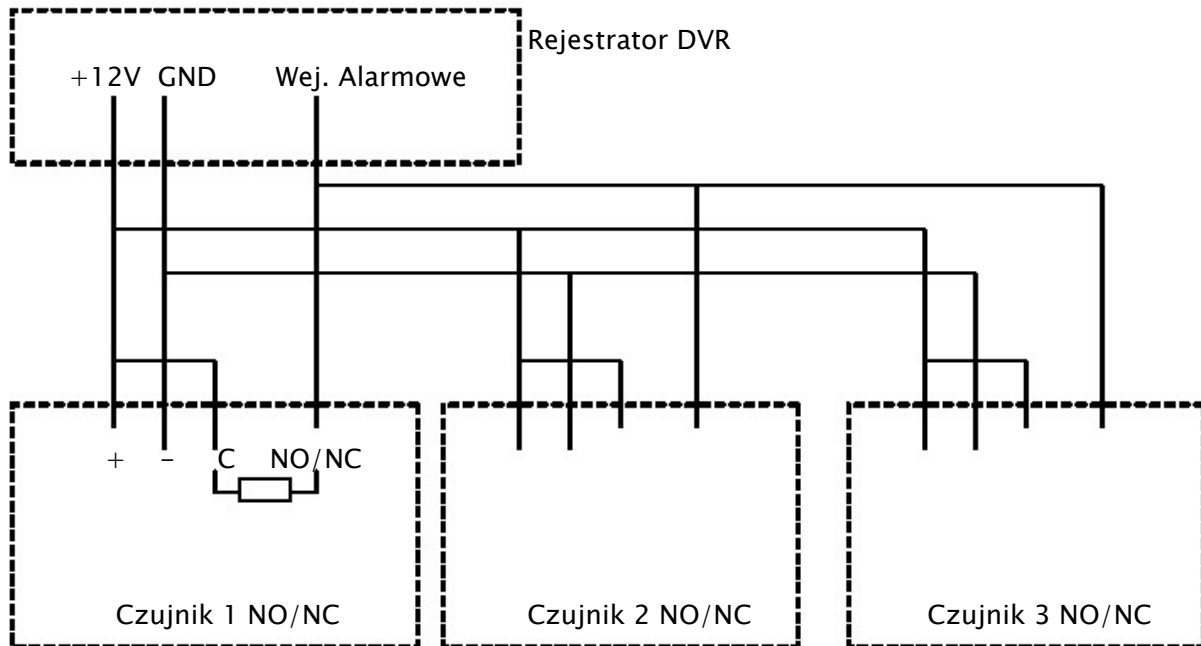 Rejestrator DVR
+12V GND Wej. Alarmowe
+ - C NO/NC
Czujnik 1 NO/NC
Czujnik 2 NO/NC
Czujnik 3 NO/NC